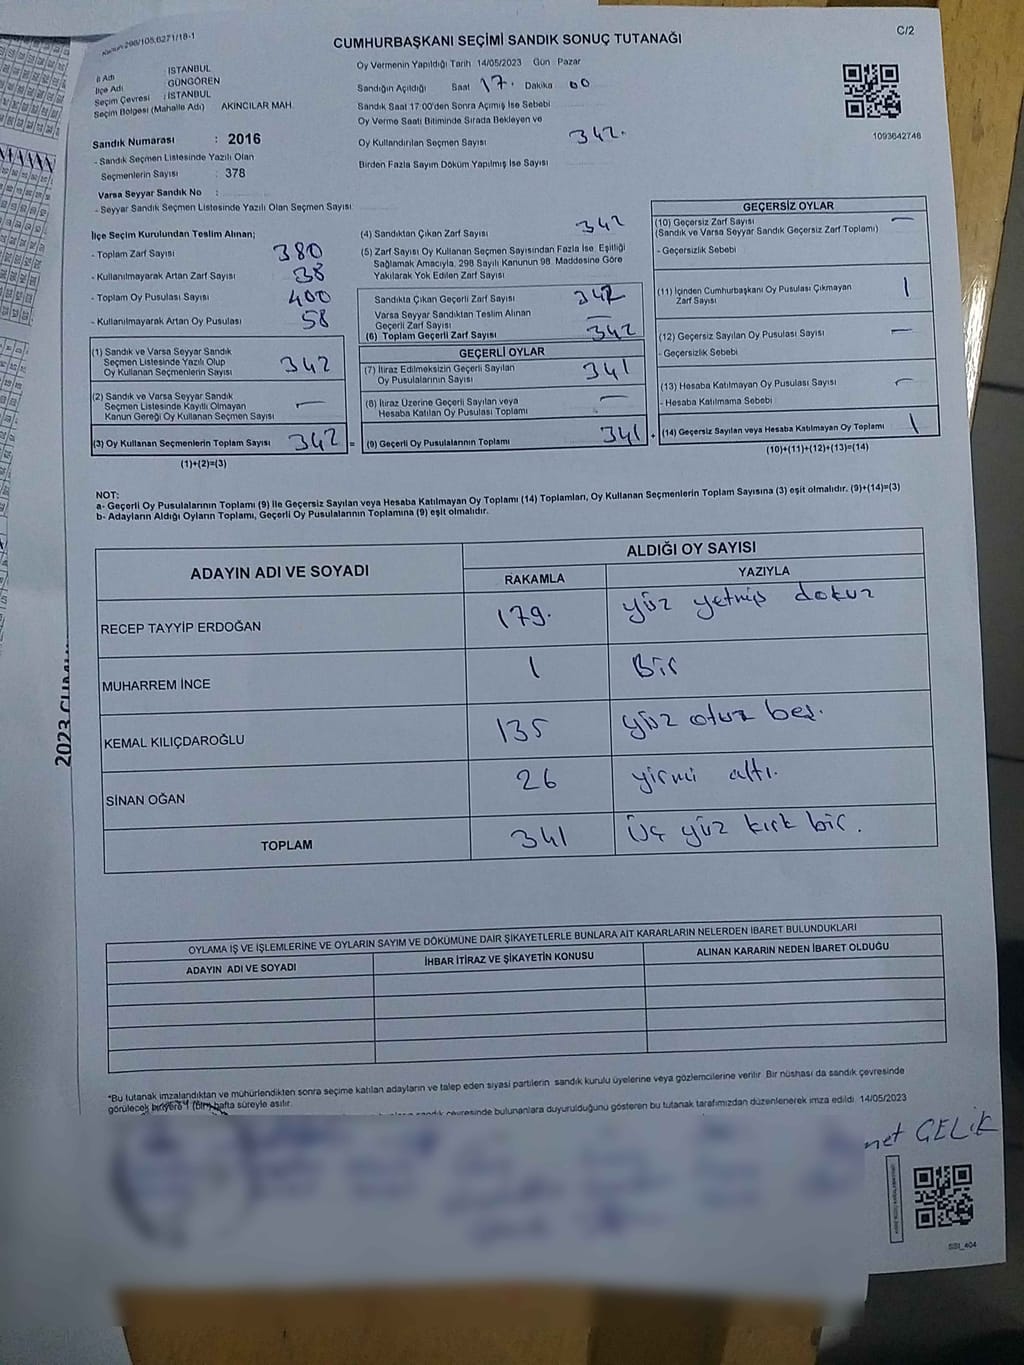 Kanun 298/105,6271/18-1
C/2
CUMHURBAŞKANI SEÇİMİ SANDIK SONUÇ TUTANAĞI
İl Adı : İSTANBUL
İlçe Adı : GÜNGÖREN
Seçim Çevresi : İSTANBUL
Seçim Bölgesi (Mahalle Adı) AKINCILAR MAH.
Sandık Numarası : 2016
- Sandık Seçmen Listesinde Yazılı Olan
Seçmenlerin Sayısı : 378
Varsa Seyyar Sandık No :
- Seyyar Sandık Seçmen Listesinde Yazılı Olan Seçmen Sayısı:
Oy Vermenin Yapıldığı Tarih : 14/05/2023 Gün : Pazar
Sandığın Açıldığı Saat 17. Dakika 00
Sandık Saat 17:00'den Sonra Açımış İse Sebebi
Oy Verme Saati Bitiminde Sırada Bekleyen ve
Oy Kullandırılan Seçmen Sayısı 342.
Birden Fazla Sayım Döküm Yapılmış İse Sayısı
1093642746
İlçe Seçim Kurulundan Teslim Alınan;
- Toplam Zarf Sayısı 380
- Kullanılmayarak Artan Zarf Sayısı 38
- Toplam Oy Pusulası Sayısı 400
- Kullanılmayarak Artan Oy Pusulası 58
(1) Sandık ve Varsa Seyyar Sandık
Seçmen Listesinde Yazılı Olup
Oy Kullanan Seçmenlerin Sayısı 342
(2) Sandık ve Varsa Seyyar Sandık
Seçmen Listesinde Kayıtlı Olmayan
Kanun Gereği Oy Kullanan Seçmen Sayısı —
(3) Oy Kullanan Seçmenlerin Toplam Sayısı 342 =
(1)+(2)=(3)
(4) Sandıktan Çıkan Zarf Sayısı 342
(5) Zarf Sayısı Oy Kullanan Seçmen Sayısından Fazla İse, Eşitliği
Sağlamak Amacıyla, 298 Sayılı Kanunun 98. Maddesine Göre
Yakılarak Yok Edilen Zarf Sayısı
Sandıkta Çıkan Geçerli Zarf Sayısı 342
Varsa Seyyar Sandıktan Teslim Alınan
Geçerli Zarf Sayısı —
(6) Toplam Geçerli Zarf Sayısı 342
GEÇERLİ OYLAR
(7) İtiraz Edilmeksizin Geçerli Sayılan
Oy Pusulalarının Sayısı 341
(8) İtiraz Üzerine Geçerli Sayılan veya
Hesaba Katılan Oy Pusulası Toplamı —
(9) Geçerli Oy Pusulalarının Toplamı 341 +
GEÇERSİZ OYLAR
(10) Geçersiz Zarf Sayısı —
(Sandık ve Varsa Seyyar Sandık Geçersiz Zarf Toplamı)
- Geçersizlik Sebebi
(11) İçinden Cumhurbaşkanı Oy Pusulası Çıkmayan
Zarf Sayısı 1
(12) Geçersiz Sayılan Oy Pusulası Sayısı —
- Geçersizlik Sebebi
(13) Hesaba Katılmayan Oy Pusulası Sayısı —
- Hesaba Katılmama Sebebi
(14) Geçersiz Sayılan veya Hesaba Katılmayan Oy Toplamı 1
(10)+(11)+(12)+(13)=(14)
NOT:
a- Geçerli Oy Pusulalarının Toplamı (9) ile Geçersiz Sayılan veya Hesaba Katılmayan Oy Toplamı (14) Toplamları, Oy Kullanan Seçmenlerin Toplam Sayısına (3) eşit olmalıdır. (9)+(14)=(3)
b- Adayların Aldığı Oyların Toplamı, Geçerli Oy Pusulalarının Toplamına (9) eşit olmalıdır.
ADAYIN ADI VE SOYADI
ALDIĞI OY SAYISI
RAKAMLA YAZIYLA
RECEP TAYYİP ERDOĞAN 179. yüz yetmiş dokuz
MUHARREM İNCE 1 Bir
KEMAL KILIÇDAROĞLU 135 yüz otuz beş.
SİNAN OĞAN 26 yirmi altı.
TOPLAM 341 üç yüz kırk bir.
OYLAMA İŞ VE İŞLEMLERİNE VE OYLARIN SAYIM VE DÖKÜMÜNE DAİR ŞİKAYETLERLE BUNLARA AİT KARARLARIN NELERDEN İBARET BULUNDUKLARI
ADAYIN ADI VE SOYADI İHBAR İTİRAZ VE ŞİKAYETİN KONUSU ALINAN KARARIN NEDEN İBARET OLDUĞU
*Bu tutanak imzalandıktan ve mühürlendikten sonra seçime katılan adayların ve talep eden siyasi partilerin sandık kurulu üyelerine veya gözlemcilerine verilir. Bir nüshası da sandık çevresinde
görülecek bir yere 1 (bir) hafta süreyle asılır.
sandık çevresinde bulunanlara duyurulduğunu gösteren bu tutanak tarafımızdan düzenlenerek imza edildi. 14/05/2023
net ÇELİK
SSI_404
2023 CUMHU